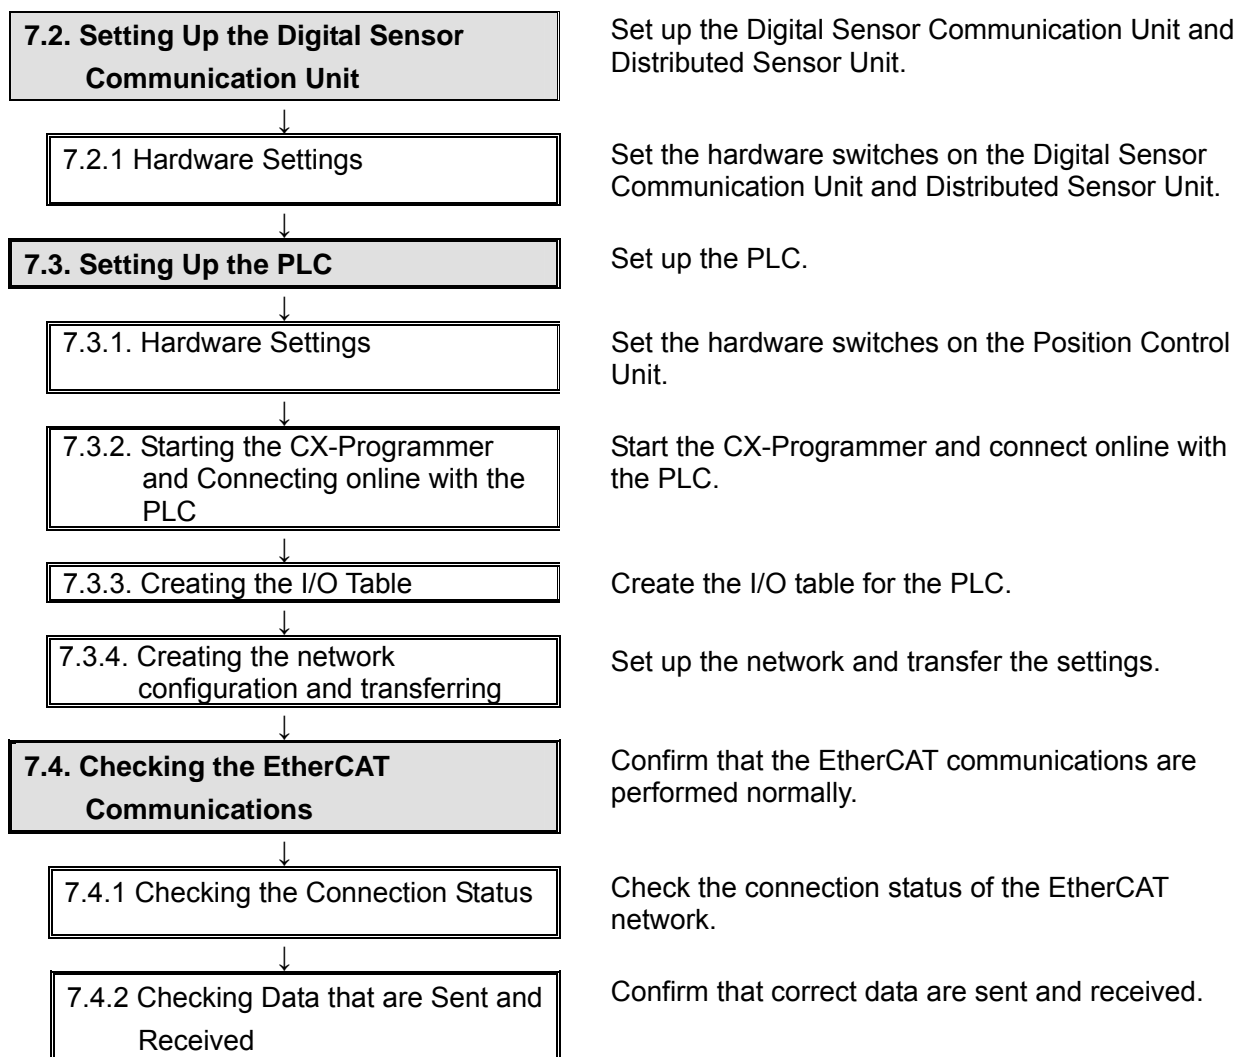 7.2. Setting Up the Digital Sensor
Communication Unit
Set up the Digital Sensor Communication Unit and
Distributed Sensor Unit.
↓
7.2.1 Hardware Settings
Set the hardware switches on the Digital Sensor
Communication Unit and Distributed Sensor Unit.
↓
7.3. Setting Up the PLC
Set up the PLC.
↓
7.3.1. Hardware Settings
Set the hardware switches on the Position Control
Unit.
↓
7.3.2. Starting the CX-Programmer
and Connecting online with the
PLC
Start the CX-Programmer and connect online with
the PLC.
↓
7.3.3. Creating the I/O Table
Create the I/O table for the PLC.
↓
7.3.4. Creating the network
configuration and transferring
Set up the network and transfer the settings.
↓
7.4. Checking the EtherCAT
Communications
Confirm that the EtherCAT communications are
performed normally.
↓
7.4.1 Checking the Connection Status
Check the connection status of the EtherCAT
network.
↓
7.4.2 Checking Data that are Sent and
Received
Confirm that correct data are sent and received.